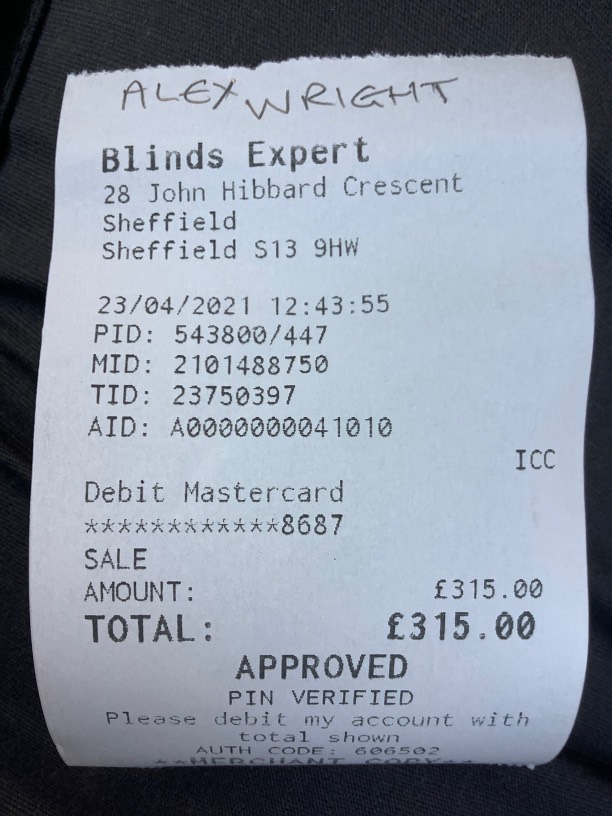 ALEX WRIGHT
Blinds Expert
28 John Hibbard Crescent
Sheffield
Sheffield S13 9HW
23/04/2021 12:43:55
PID: 543800/447
MID: 2101488750
TID: 23750397
AID: A0000000041010
ICC
Debit Mastercard
************8687
SALE
AMOUNT: £315.00
TOTAL: £315.00
APPROVED
PIN VERIFIED
Please debit my account with
total shown
AUTH CODE: 606502
**MERCHANT COPY**